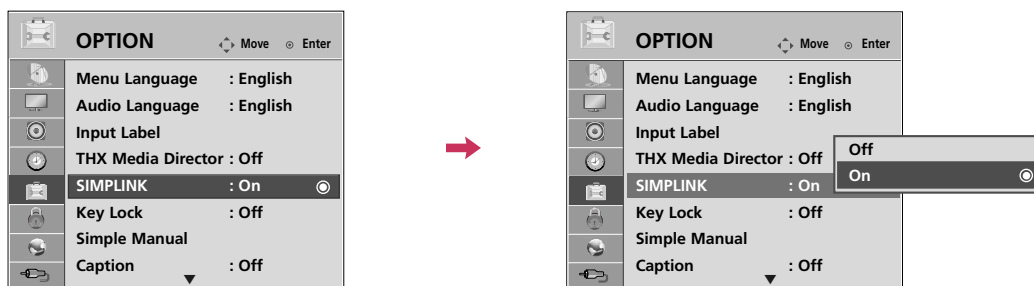 OPTION Move Enter
Menu Language : English
Audio Language : English
Input Label
THX Media Director : Off
SIMPLINK : On
Key Lock : Off
Simple Manual
Caption : Off
OPTION Move Enter
Menu Language : English
Audio Language : English
Input Label
THX Media Director : Off
SIMPLINK : On
Key Lock : Off
Simple Manual
Caption : Off
Off
On